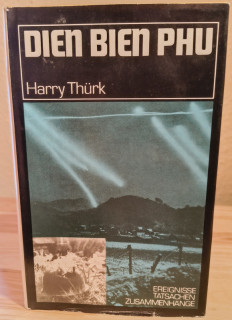 DIEN BIEN PHU
Harry Thürk
EREIGNISSE
TATSACHEN
ZUSAMMENHÄNGE